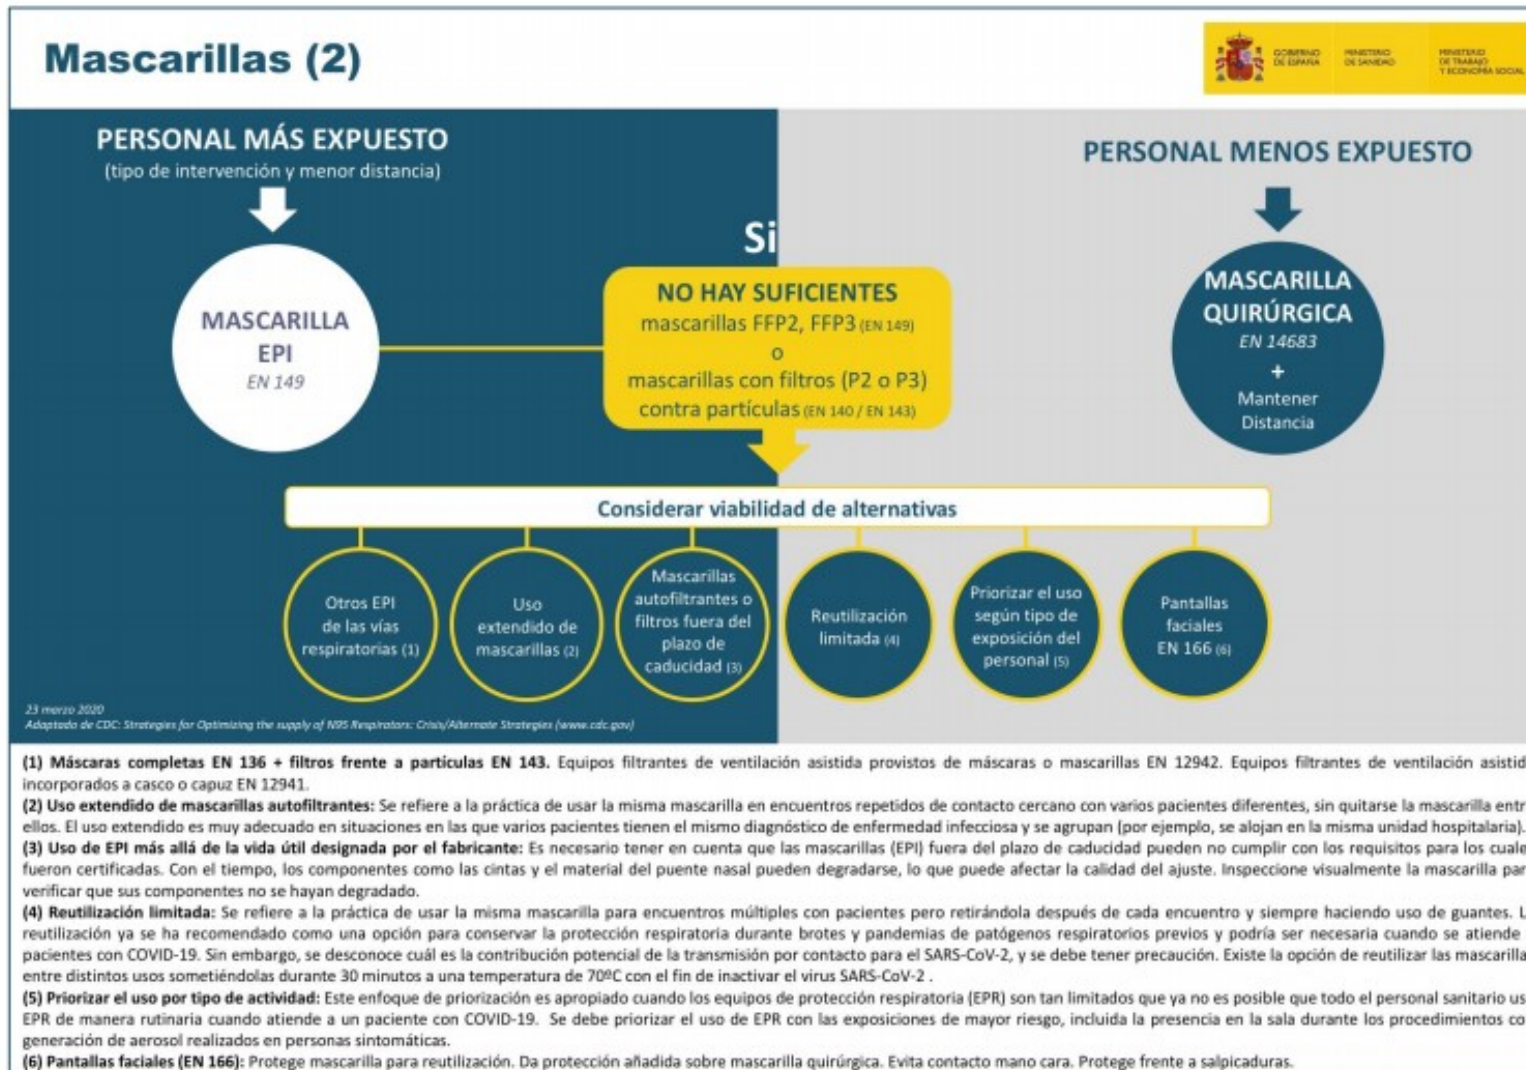 Mascarillas (2)
GOBIERNO
DE ESPAÑA
MINISTERIO
DE SANIDAD
MINISTERIO
DE TRABAJO
Y ECONOMÍA SOCIAL
PERSONAL MÁS EXPUESTO
(tipo de intervención y menor distancia)
MASCARILLA
EPI
EN 149
Si
NO HAY SUFICIENTES
mascarillas FFP2, FFP3 (EN 149)
o
mascarillas con filtros (P2 o P3)
contra partículas (EN 140 / EN 143)
PERSONAL MENOS EXPUESTO
MASCARILLA
QUIRÚRGICA
EN 14683
+
Mantener
Distancia
Considerar viabilidad de alternativas
Otros EPI
de las vías
respiratorias (1)
Uso
extendido de
mascarillas (2)
Mascarillas
autofiltrantes o
filtros fuera del
plazo de
caducidad (3)
Reutilización
limitada (4)
Priorizar el uso
según tipo de
exposición del
personal (5)
Pantallas
faciales
EN 166 (6)
23 marzo 2020
Adaptado de CDC: Strategies for Optimizing the supply of N95 Respirators: Crisis/Alternate Strategies (www.cdc.gov)
(1) Máscaras completas EN 136 + filtros frente a partículas EN 143. Equipos filtrantes de ventilación asistida provistos de máscaras o mascarillas EN 12942. Equipos filtrantes de ventilación asistid
incorporados a casco o capuz EN 12941.
(2) Uso extendido de mascarillas autofiltrantes: Se refiere a la práctica de usar la misma mascarilla en encuentros repetidos de contacto cercano con varios pacientes diferentes, sin quitarse la mascarilla entr
ellos. El uso extendido es muy adecuado en situaciones en las que varios pacientes tienen el mismo diagnóstico de enfermedad infecciosa y se agrupan (por ejemplo, se alojan en la misma unidad hospitalaria).
(3) Uso de EPI más allá de la vida útil designada por el fabricante: Es necesario tener en cuenta que las mascarillas (EPI) fuera del plazo de caducidad pueden no cumplir con los requisitos para los cuale
fueron certificadas. Con el tiempo, los componentes como las cintas y el material del puente nasal pueden degradarse, lo que puede afectar la calidad del ajuste. Inspeccione visualmente la mascarilla par
verificar que sus componentes no se hayan degradado.
(4) Reutilización limitada: Se refiere a la práctica de usar la misma mascarilla para encuentros múltiples con pacientes pero retirándola después de cada encuentro y siempre haciendo uso de guantes. L
reutilización ya se ha recomendado como una opción para conservar la protección respiratoria durante brotes y pandemias de patógenos respiratorios previos y podría ser necesaria cuando se atiende
pacientes con COVID-19. Sin embargo, se desconoce cuál es la contribución potencial de la transmisión por contacto para el SARS-CoV-2, y se debe tener precaución. Existe la opción de reutilizar las mascarilla
entre distintos usos sometiéndolas durante 30 minutos a una temperatura de 70ºC con el fin de inactivar el virus SARS-CoV-2 .
(5) Priorizar el uso por tipo de actividad: Este enfoque de priorización es apropiado cuando los equipos de protección respiratoria (EPR) son tan limitados que ya no es posible que todo el personal sanitario us
EPR de manera rutinaria cuando atiende a un paciente con COVID-19. Se debe priorizar el uso de EPR con las exposiciones de mayor riesgo, incluida la presencia en la sala durante los procedimientos co
generación de aerosol realizados en personas sintomáticas.
(6) Pantallas faciales (EN 166): Protege mascarilla para reutilización. Da protección añadida sobre mascarilla quirúrgica. Evita contacto mano cara. Protege frente a salpicaduras.